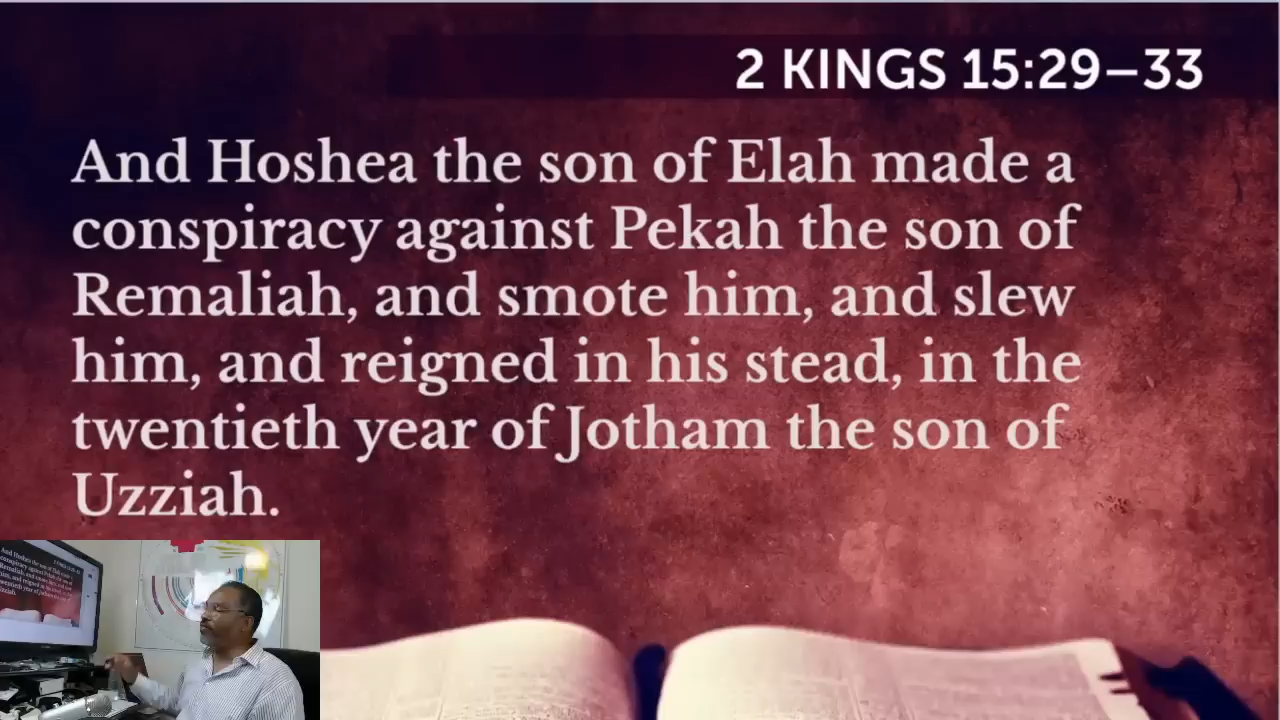 2 KINGS 15:29–33
And Hoshea the son of Elah made a
conspiracy against Pekah the son of
Remaliah, and smote him, and slew
him, and reigned in his stead, in the
twentieth year of Jotham the son of
Uzziah.